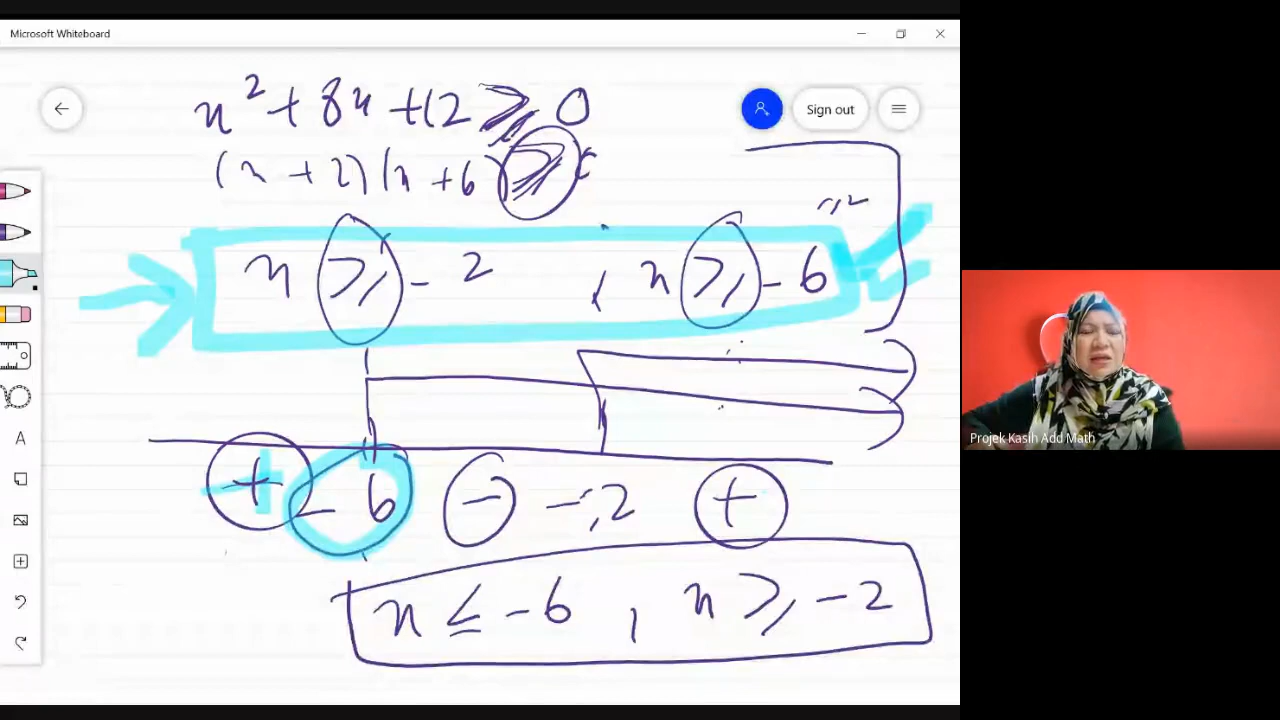 Microsoft Whiteboard
Sign out
x² + 8x + 12 ≥ 0
(x + 2)(x + 6) ≥ 0
x ≥ -2 , x ≥ -6
+ -6 - -2 +
x ≤ -6 , x ≥ -2
A
Projek Kasih Add Math